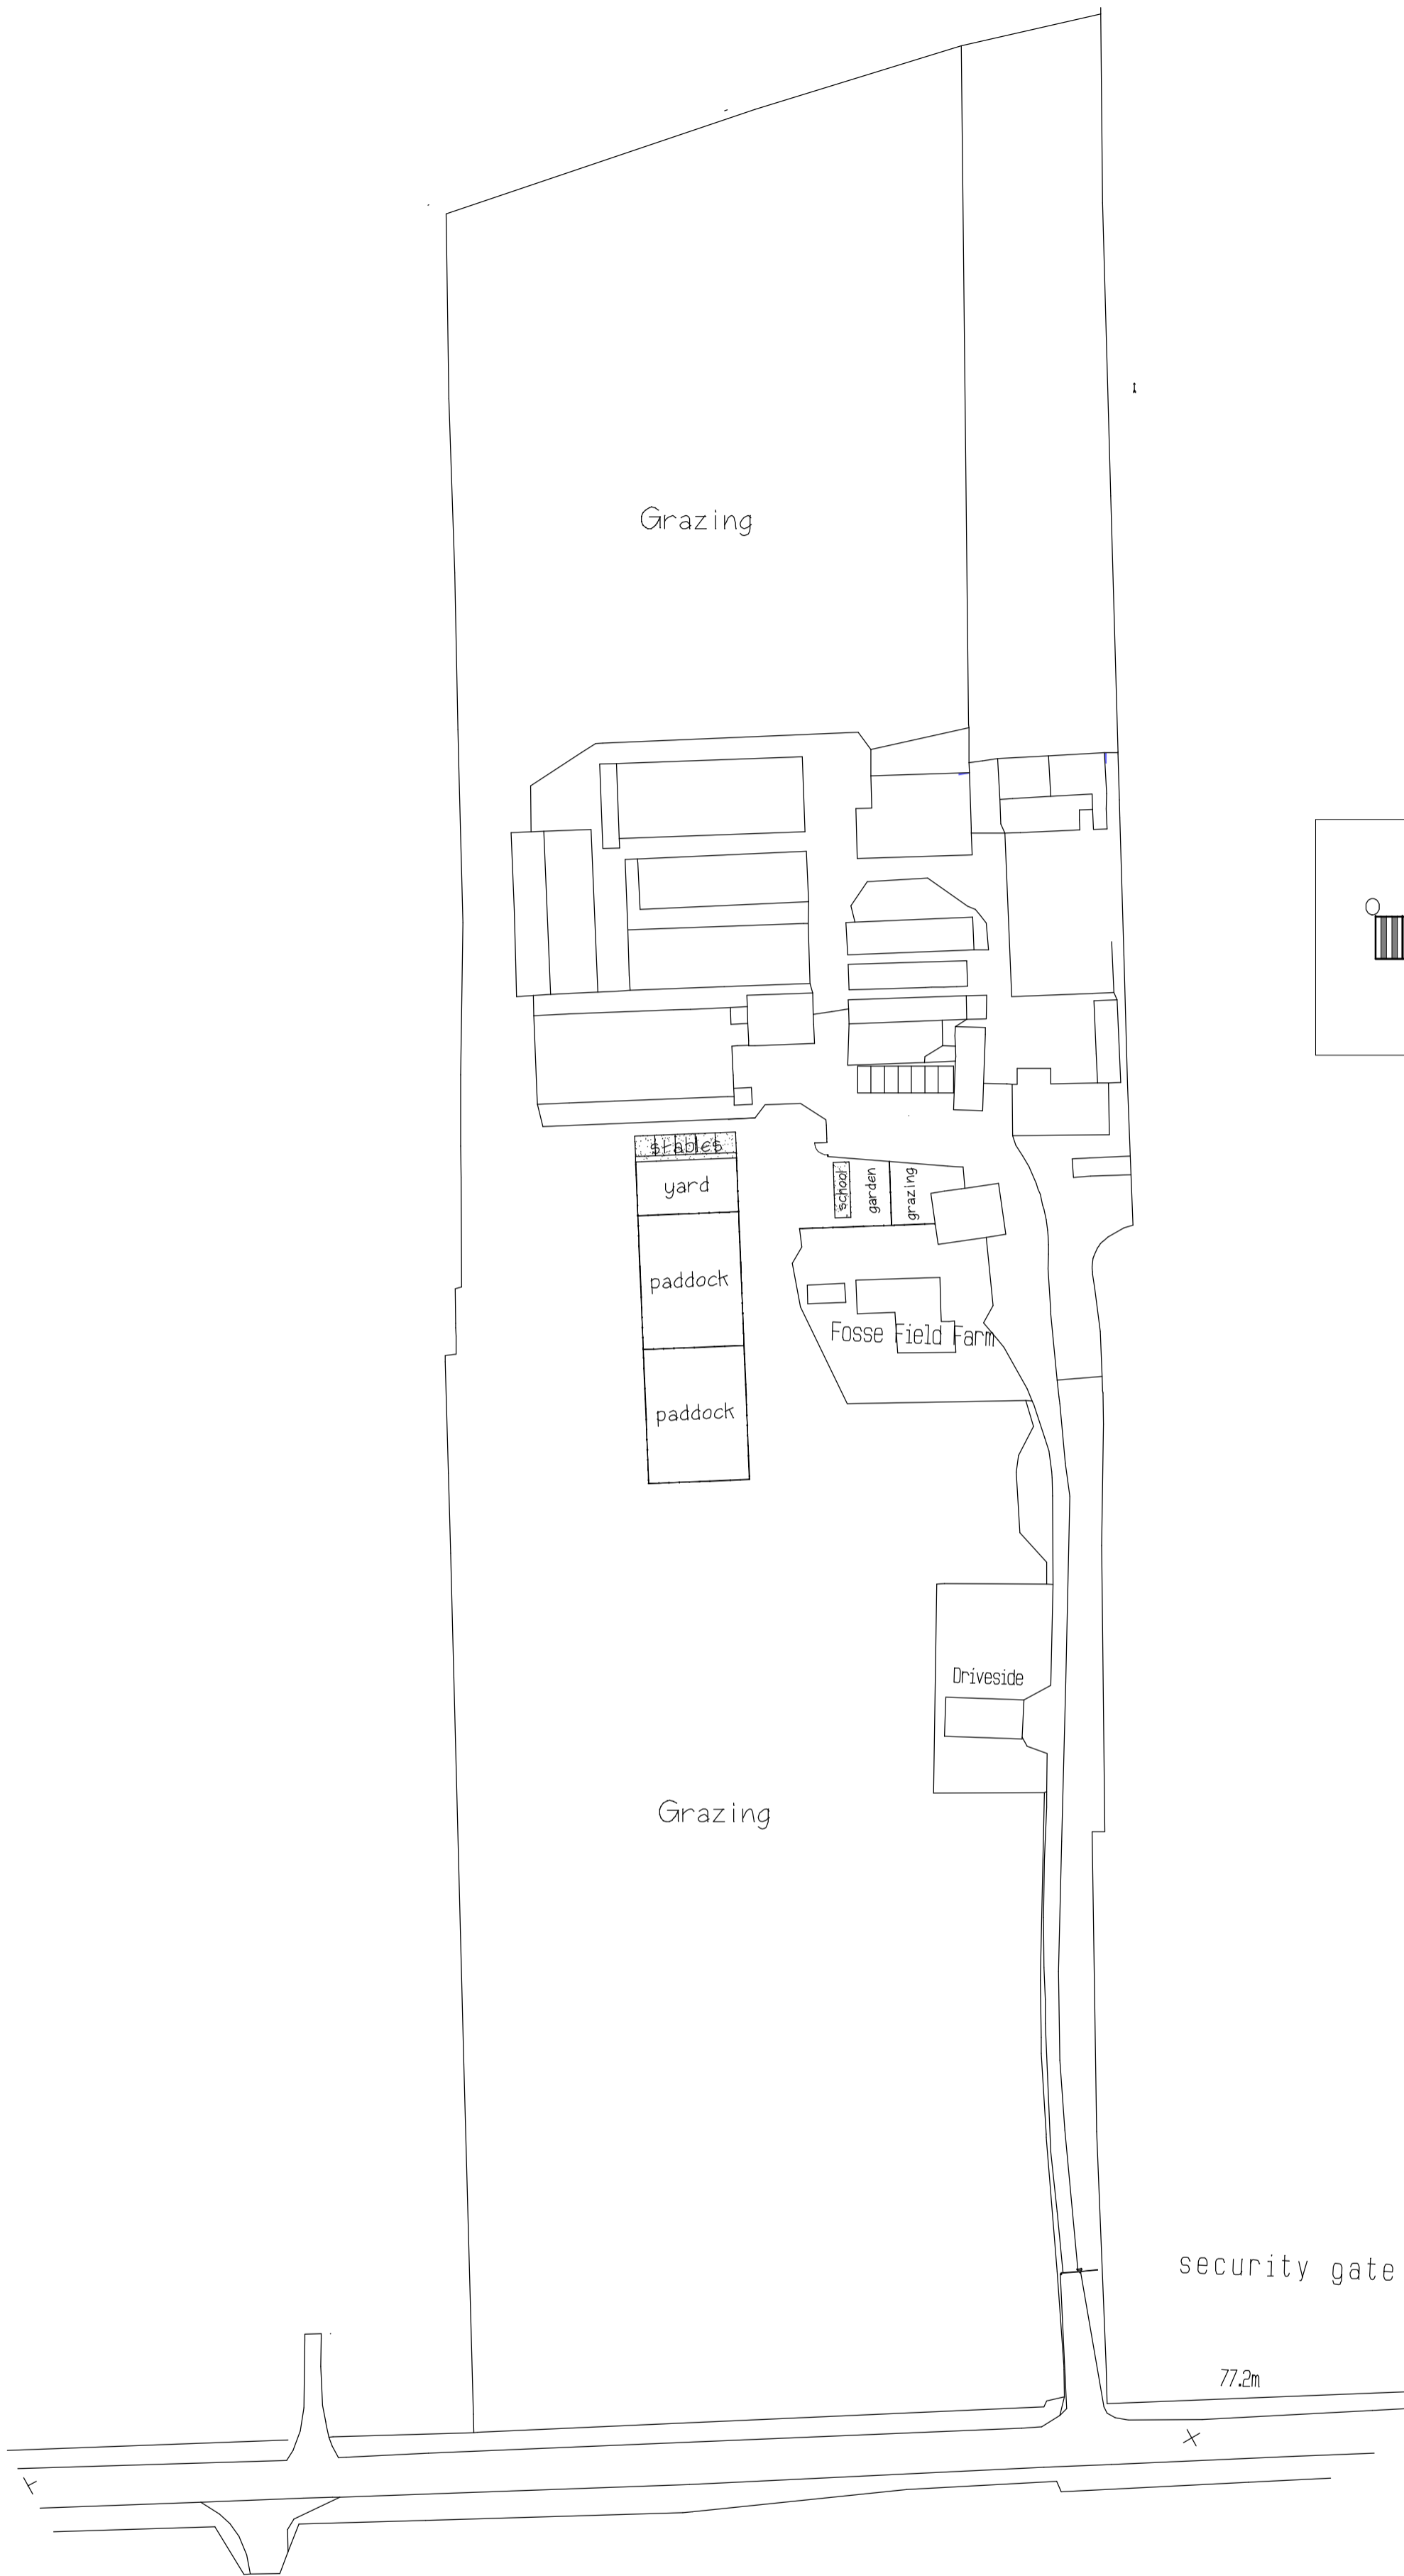 Grazing
stables
yard
school
garden
grazing
paddock
Fosse Field Farm
paddock
Driveside
Grazing
security gate
77.2m